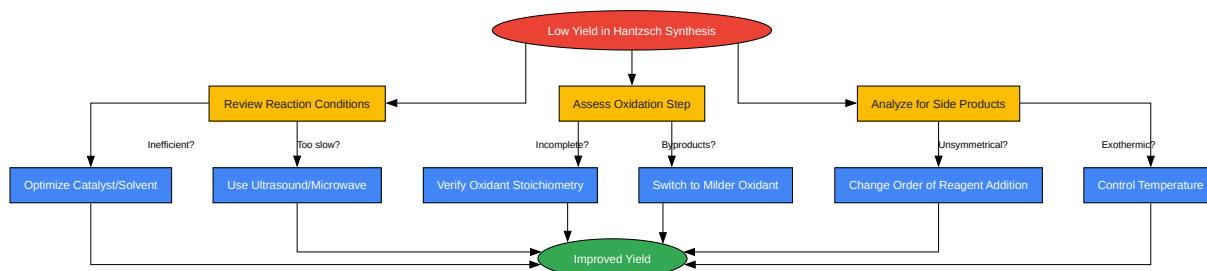 Low Yield in Hantzsch Synthesis
Review Reaction Conditions
Assess Oxidation Step
Analyze for Side Products
Inefficient?
Too slow?
Incomplete?
Byproducts?
Unsymmetrical?
Exothermic?
Optimize Catalyst/Solvent
Use Ultrasound/Microwave
Verify Oxidant Stoichiometry
Switch to Milder Oxidant
Change Order of Reagent Addition
Control Temperature
Improved Yield